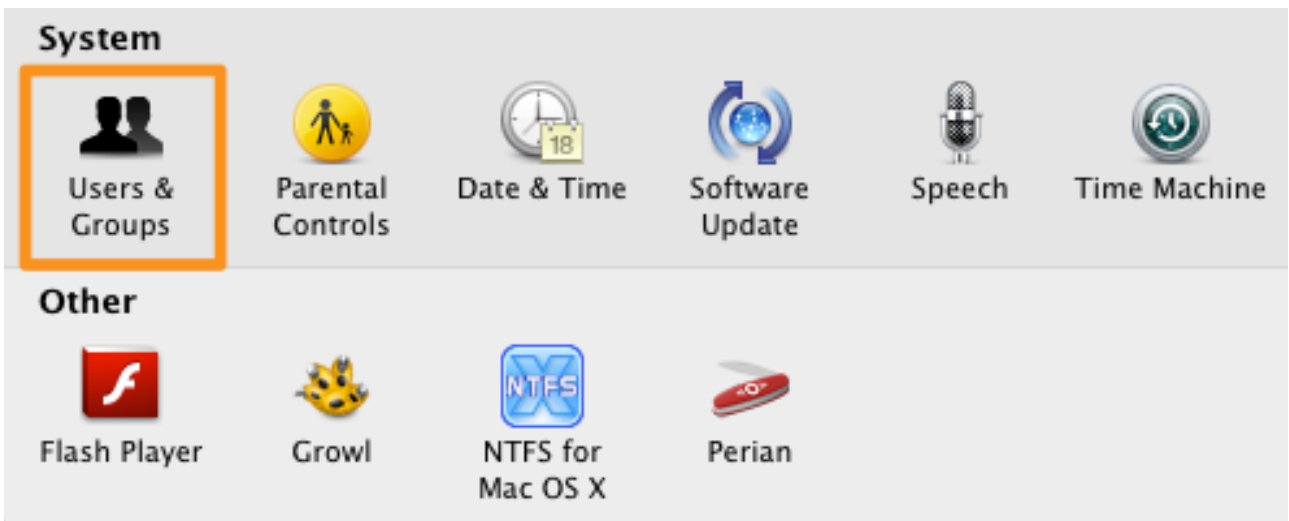 System
Users &
Groups
Parental
Controls
18
Date & Time
Software
Update
Speech
Time Machine
Other
Flash Player
Growl
NTFS
NTFS for
Mac OS X
Perian